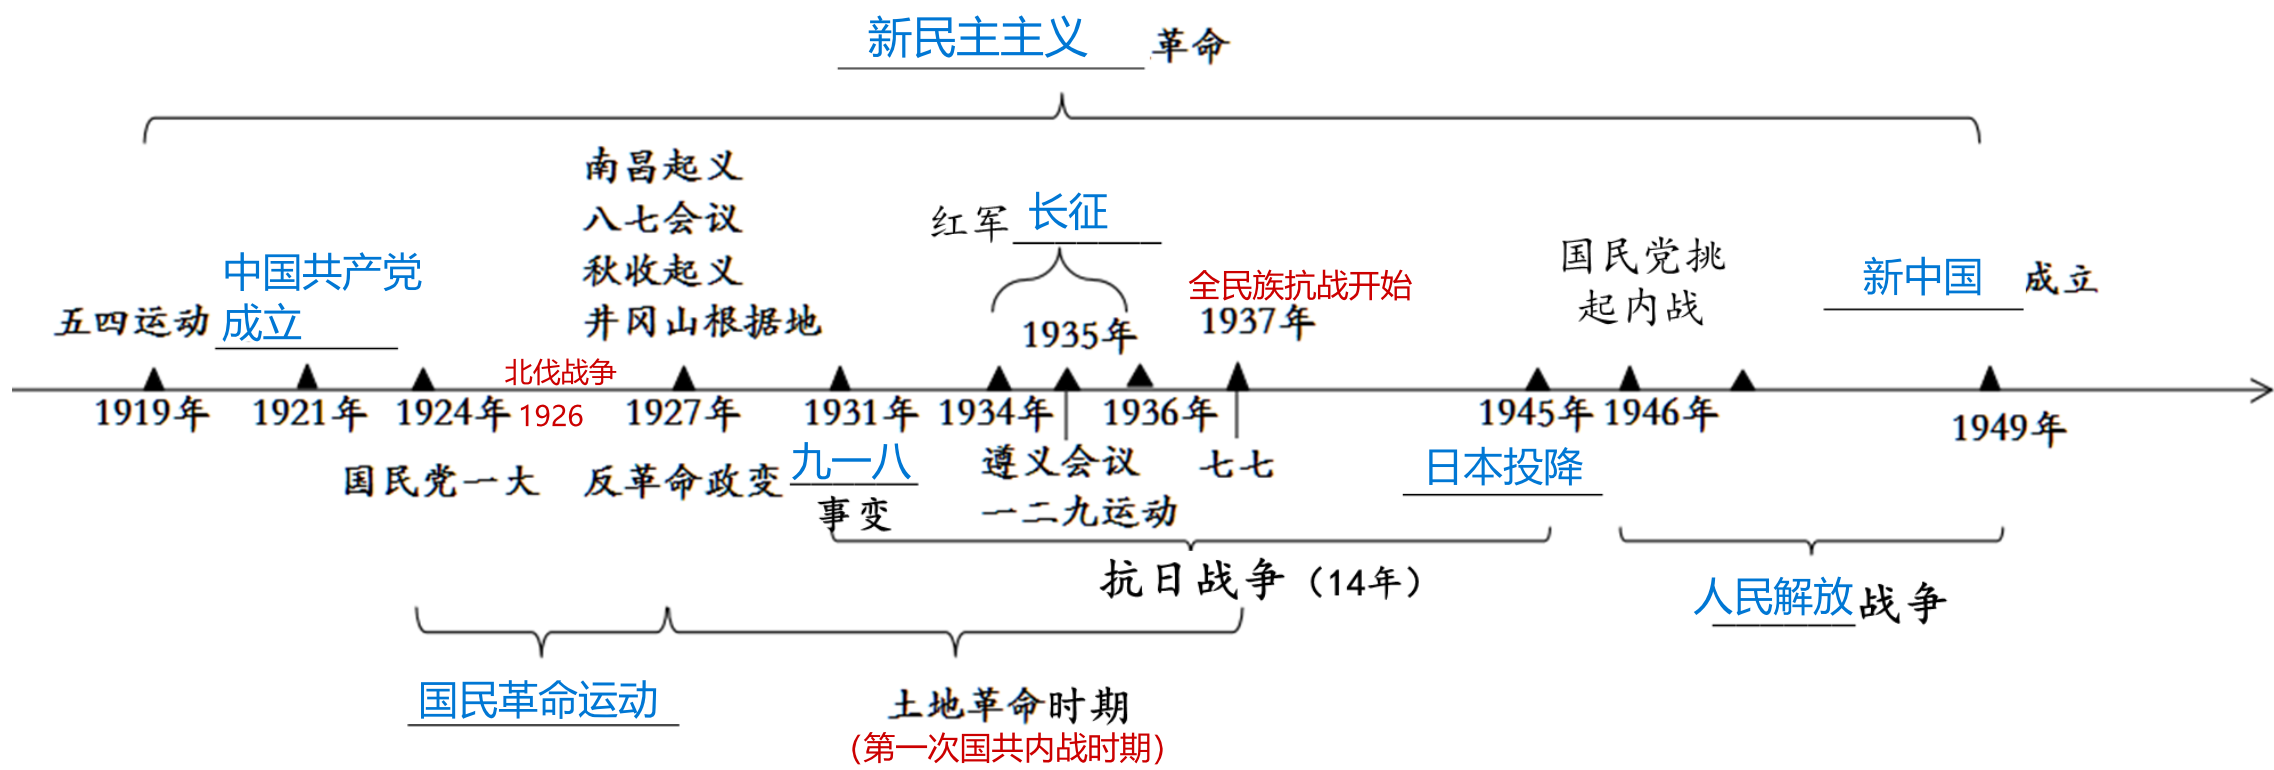 新民主主义 革命
南昌起义
八七会议
秋收起义
井冈山根据地
红军 长征
中国共产党
成立
五四运动
全民族抗战开始
1937年
1935年
国民党挑
起内战
新中国 成立
北伐战争
1919年 1921年 1924年 1926 1927年 1931年 1934年 1936年 1945年 1946年 1949年
国民党一大 反革命政变 九一八
事变
遵义会议
一二九运动
七七
日本投降
抗日战争（14年）
人民解放 战争
国民革命运动
土地革命时期
（第一次国共内战时期）